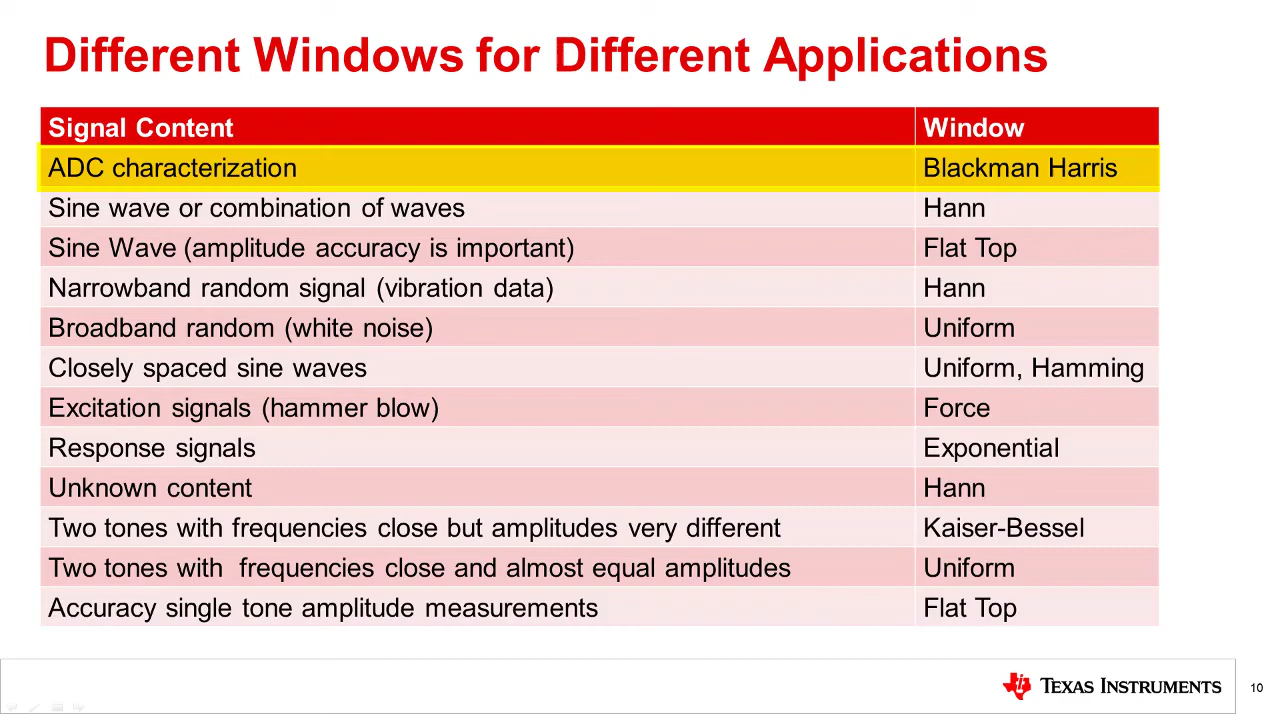 Different Windows for Different Applications
Signal Content Window
ADC characterization Blackman Harris
Sine wave or combination of waves Hann
Sine Wave (amplitude accuracy is important) Flat Top
Narrowband random signal (vibration data) Hann
Broadband random (white noise) Uniform
Closely spaced sine waves Uniform, Hamming
Excitation signals (hammer blow) Force
Response signals Exponential
Unknown content Hann
Two tones with frequencies close but amplitudes very different Kaiser-Bessel
Two tones with  frequencies close and almost equal amplitudes Uniform
Accuracy single tone amplitude measurements Flat Top
TEXAS INSTRUMENTS
10